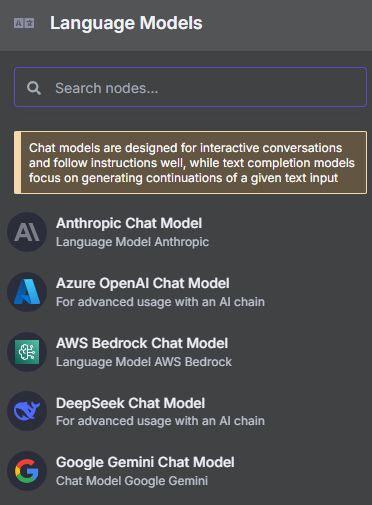 Language Models
Search nodes...
Chat models are designed for interactive conversations
and follow instructions well, while text completion models
focus on generating continuations of a given text input
Anthropic Chat Model
Language Model Anthropic
Azure OpenAI Chat Model
For advanced usage with an AI chain
AWS Bedrock Chat Model
Language Model AWS Bedrock
DeepSeek Chat Model
For advanced usage with an AI chain
Google Gemini Chat Model
Chat Model Google Gemini